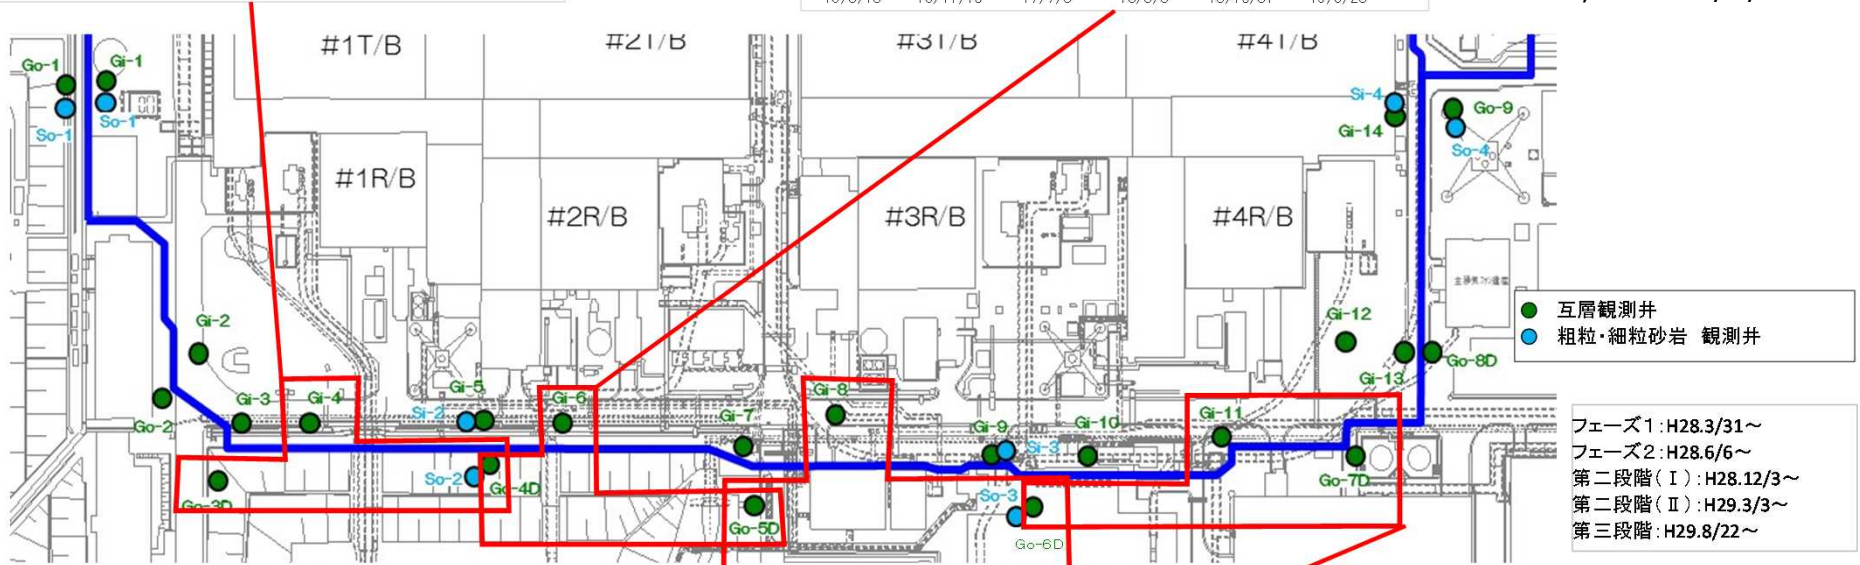 #1T/B
#2T/B
#3T/B
#4T/B
Go-1
Gi-1
So-1
So-1
Si-4
Gi-14
Go-9
So-4
#1R/B
#2R/B
#3R/B
#4R/B
Gi-2
Go-2
Gi-3
Gi-4
Gi-5
Si-2
Gi-6
Gi-7
Gi-8
Gi-9
Si-3
Gi-10
Gi-11
Gi-12
Gi-13
Go-8D
Go-3D
So-2
Go-4D
Go-5D
So-3
Go-6D
Go-7D
互層観測井
粗粒・細粒砂岩 観測井
フェーズ1:H28.3/31～
フェーズ2:H28.6/6～
第二段階(Ⅰ):H28.12/3～
第二段階(Ⅱ):H29.3/3～
第三段階:H29.8/22～